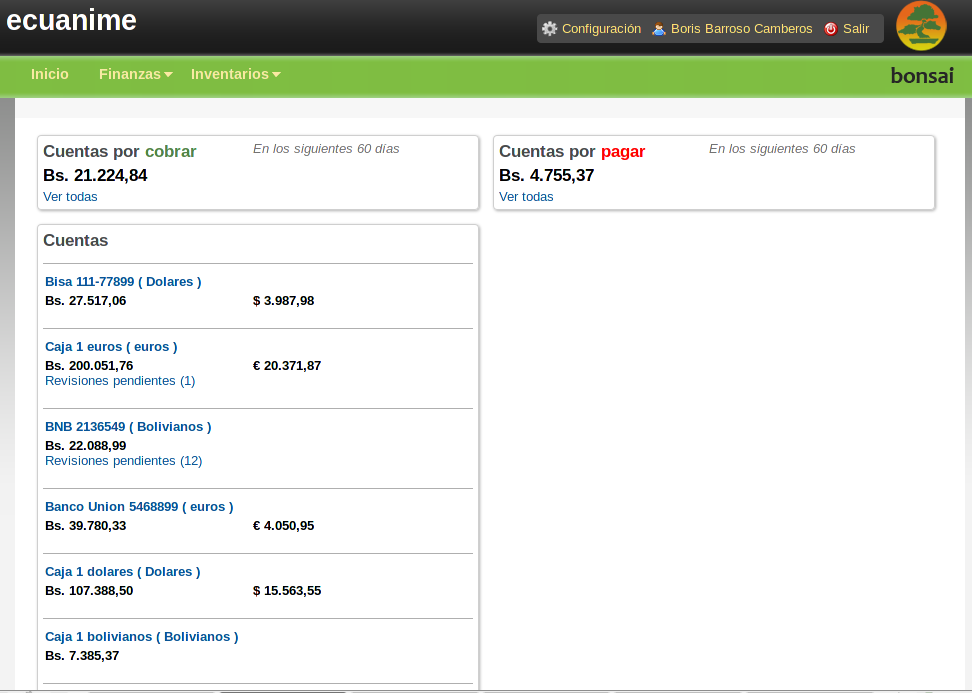 ecuanime
Configuración Boris Barroso Camberos Salir
Inicio Finanzas Inventarios
bonsai
Cuentas por cobrar En los siguientes 60 días
Bs. 21.224,84
Ver todas
Cuentas por pagar En los siguientes 60 días
Bs. 4.755,37
Ver todas
Cuentas
Bisa 111-77899 ( Dolares )
Bs. 27.517,06 $ 3.987,98
Caja 1 euros ( euros )
Bs. 200.051,76 € 20.371,87
Revisiones pendientes (1)
BNB 2136549 ( Bolivianos )
Bs. 22.088,99
Revisiones pendientes (12)
Banco Union 5468899 ( euros )
Bs. 39.780,33 € 4.050,95
Caja 1 dolares ( Dolares )
Bs. 107.388,50 $ 15.563,55
Caja 1 bolivianos ( Bolivianos )
Bs. 7.385,37